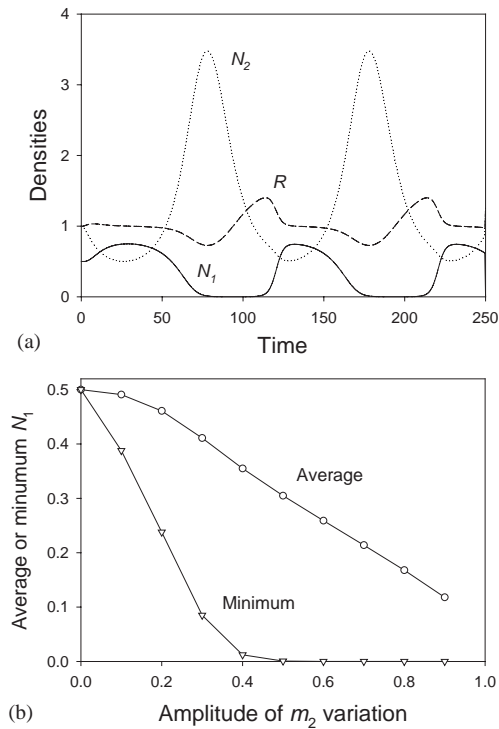 4
3
2
1
0
Densities
N2
R
N1
0 50 100 150 200 250
Time
(a)
0.5
0.4
0.3
0.2
0.1
0.0
Average or minumum N1
Average
Minimum
0.0 0.2 0.4 0.6 0.8 1.0
Amplitude of m2 variation
(b)